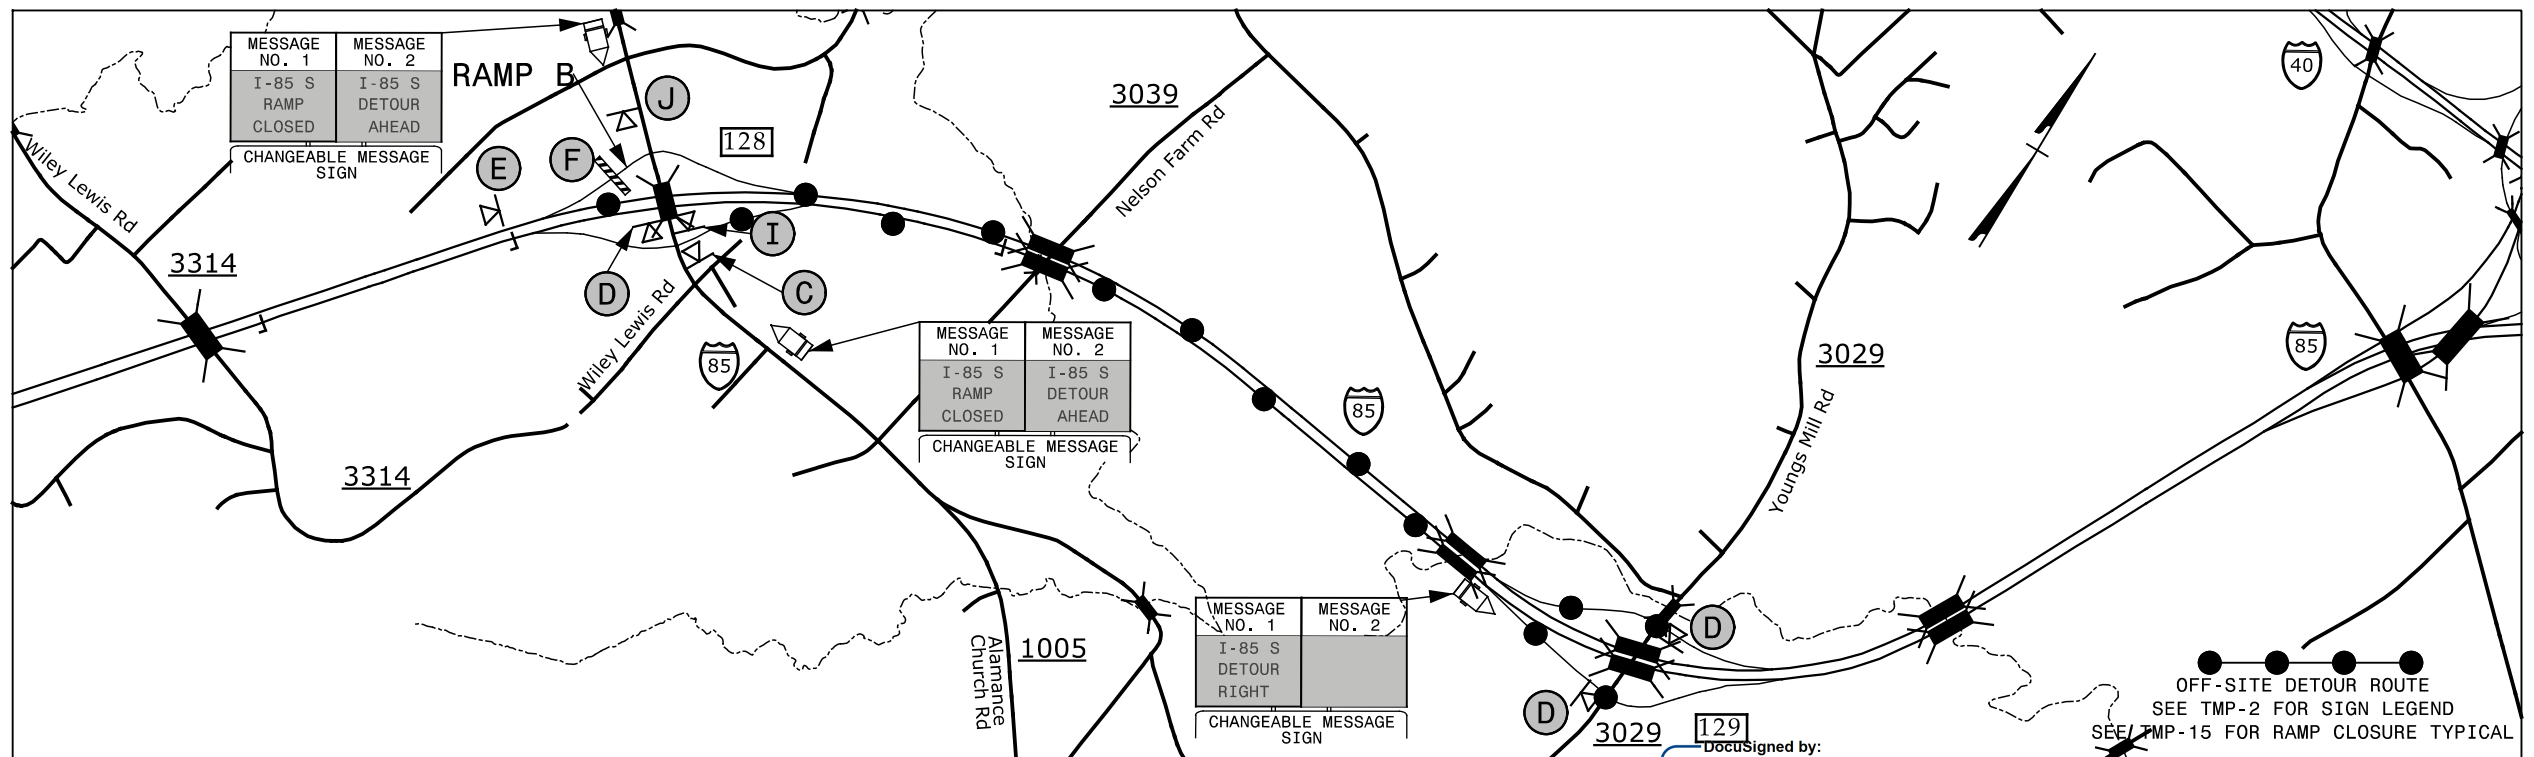 MESSAGE NO. 1
MESSAGE NO. 2
I-85 S
RAMP
CLOSED
I-85 S
DETOUR
AHEAD
CHANGEABLE MESSAGE
SIGN
RAMP B
J
128
F
E
I
D
C
Wiley Lewis Rd
3314
Wiley Lewis Rd
85
3314
3039
Nelson Farm Rd
MESSAGE NO. 1
MESSAGE NO. 2
I-85 S
RAMP
CLOSED
I-85 S
DETOUR
AHEAD
CHANGEABLE MESSAGE
SIGN
85
3029
Youngs Mill Rd
40
85
Alamance
Church Rd
1005
MESSAGE NO. 1
MESSAGE NO. 2
I-85 S
DETOUR
RIGHT
CHANGEABLE MESSAGE
SIGN
D
D
3029
129
DocuSigned by:
OFF-SITE DETOUR ROUTE
SEE TMP-2 FOR SIGN LEGEND
SEE TMP-15 FOR RAMP CLOSURE TYPICAL